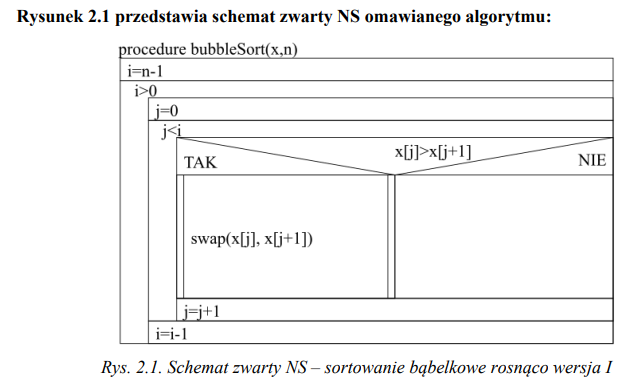 Rysunek 2.1 przedstawia schemat zwarty NS omawianego algorytmu:
procedure bubbleSort(x,n)
i=n-1
i>0
j=0
j<i
x[j]>x[j+1]
TAK
NIE
swap(x[j], x[j+1])
j=j+1
i=i-1
Rys. 2.1. Schemat zwarty NS – sortowanie bąbelkowe rosnąco wersja I